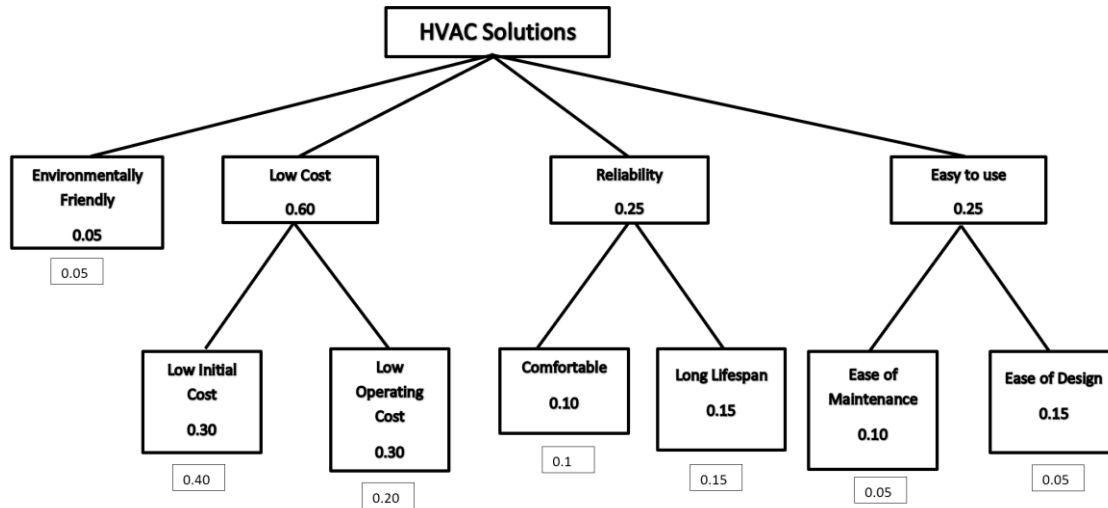 HVAC Solutions
Environmentally
Friendly
0.05
0.05
Low Cost
0.60
Reliability
0.25
Easy to use
0.25
Low Initial
Cost
0.30
0.40
Low
Operating
Cost
0.30
0.20
Comfortable
0.10
0.1
Long Lifespan
0.15
0.15
Ease of
Maintenance
0.10
0.05
Ease of Design
0.15
0.05